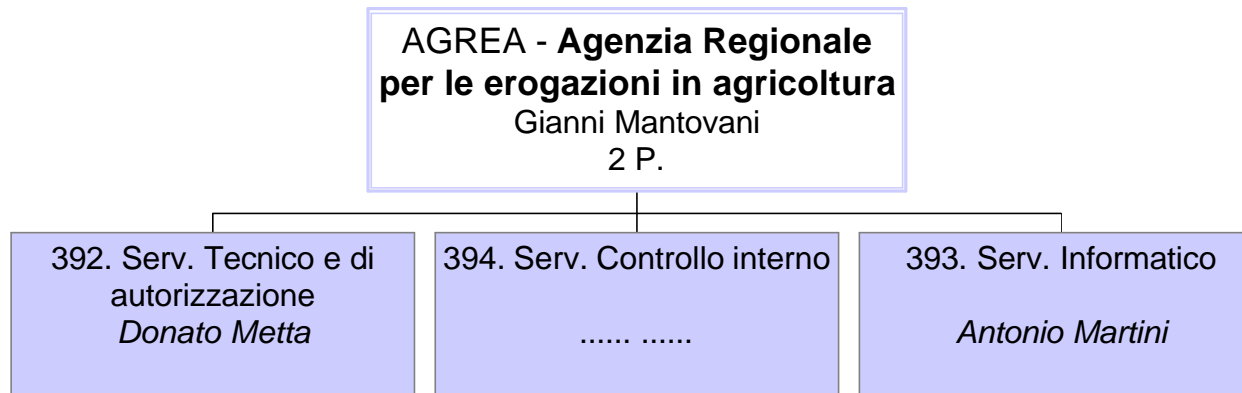 AGREA - Agenzia Regionale
per le erogazioni in agricoltura
Gianni Mantovani
2 P.
392. Serv. Tecnico e di
autorizzazione
Donato Metta
394. Serv. Controllo interno
...... ......
393. Serv. Informatico
Antonio Martini